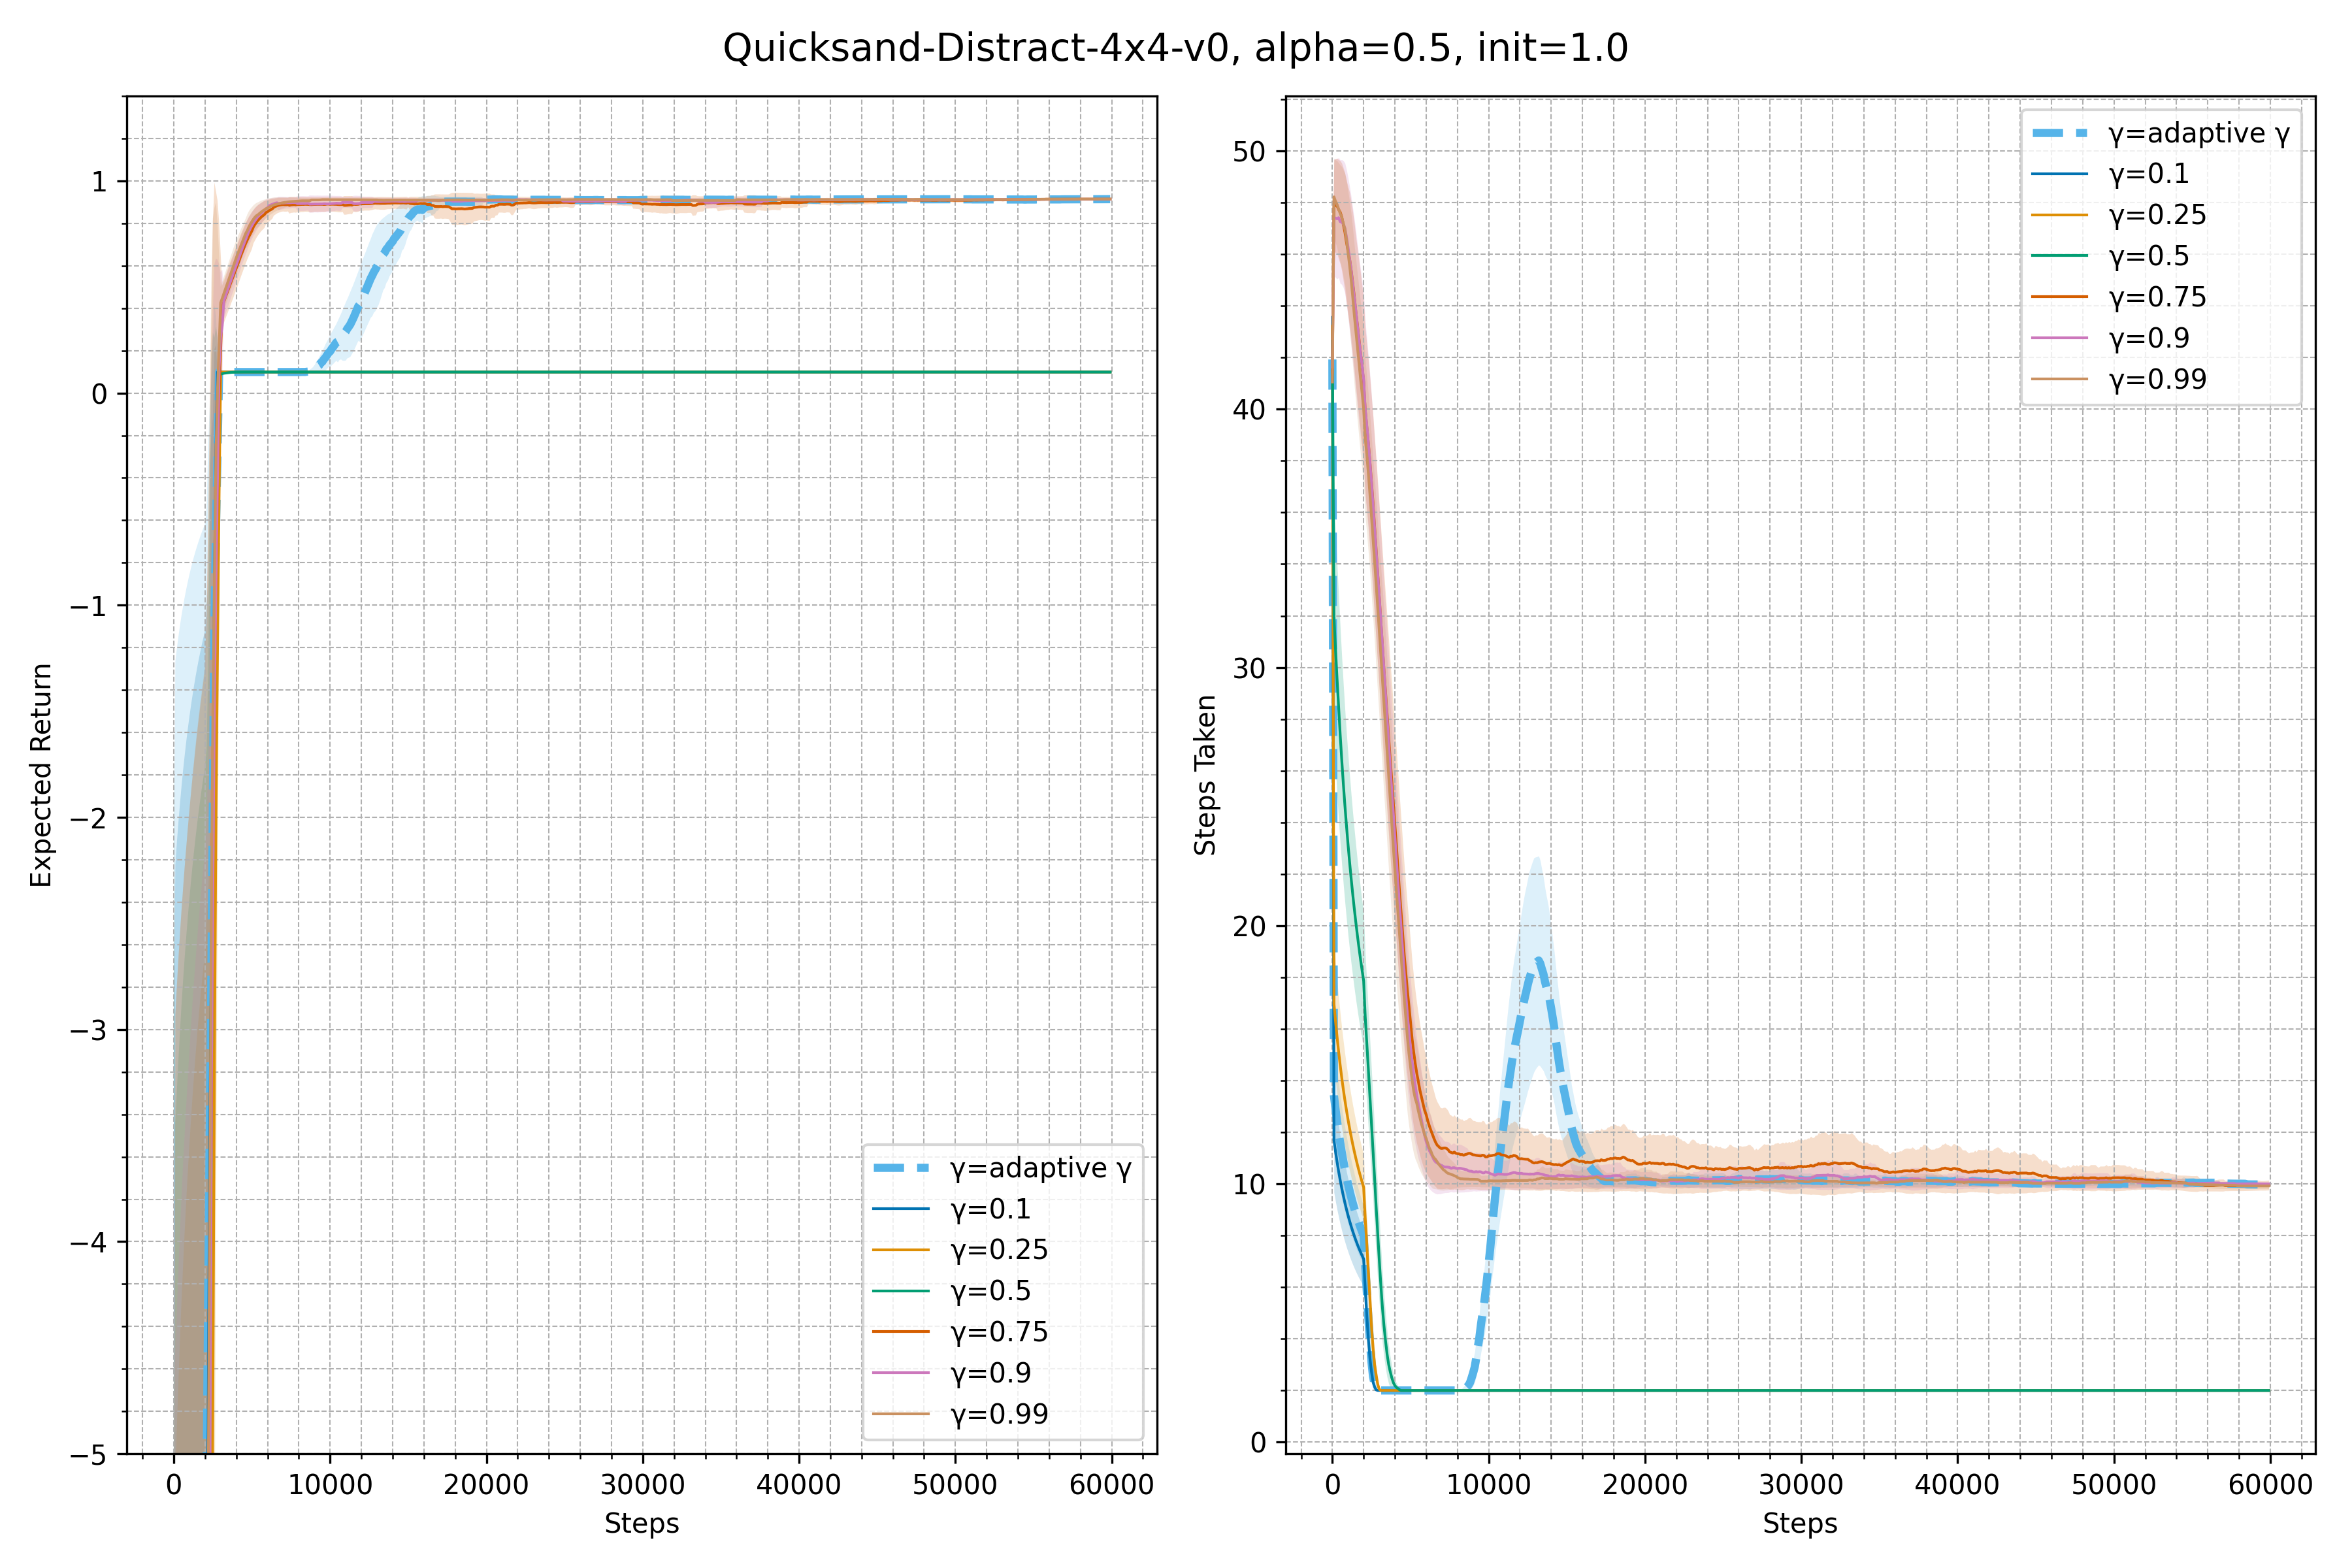 Quicksand-Distract-4x4-v0, alpha=0.5, init=1.0
Expected Return
1
0
−1
−2
−3
−4
−5
0
10000
20000
30000
40000
50000
60000
Steps
γ=adaptive γ
γ=0.1
γ=0.25
γ=0.5
γ=0.75
γ=0.9
γ=0.99
Steps Taken
50
40
30
20
10
0
0
10000
20000
30000
40000
50000
60000
Steps
γ=adaptive γ
γ=0.1
γ=0.25
γ=0.5
γ=0.75
γ=0.9
γ=0.99